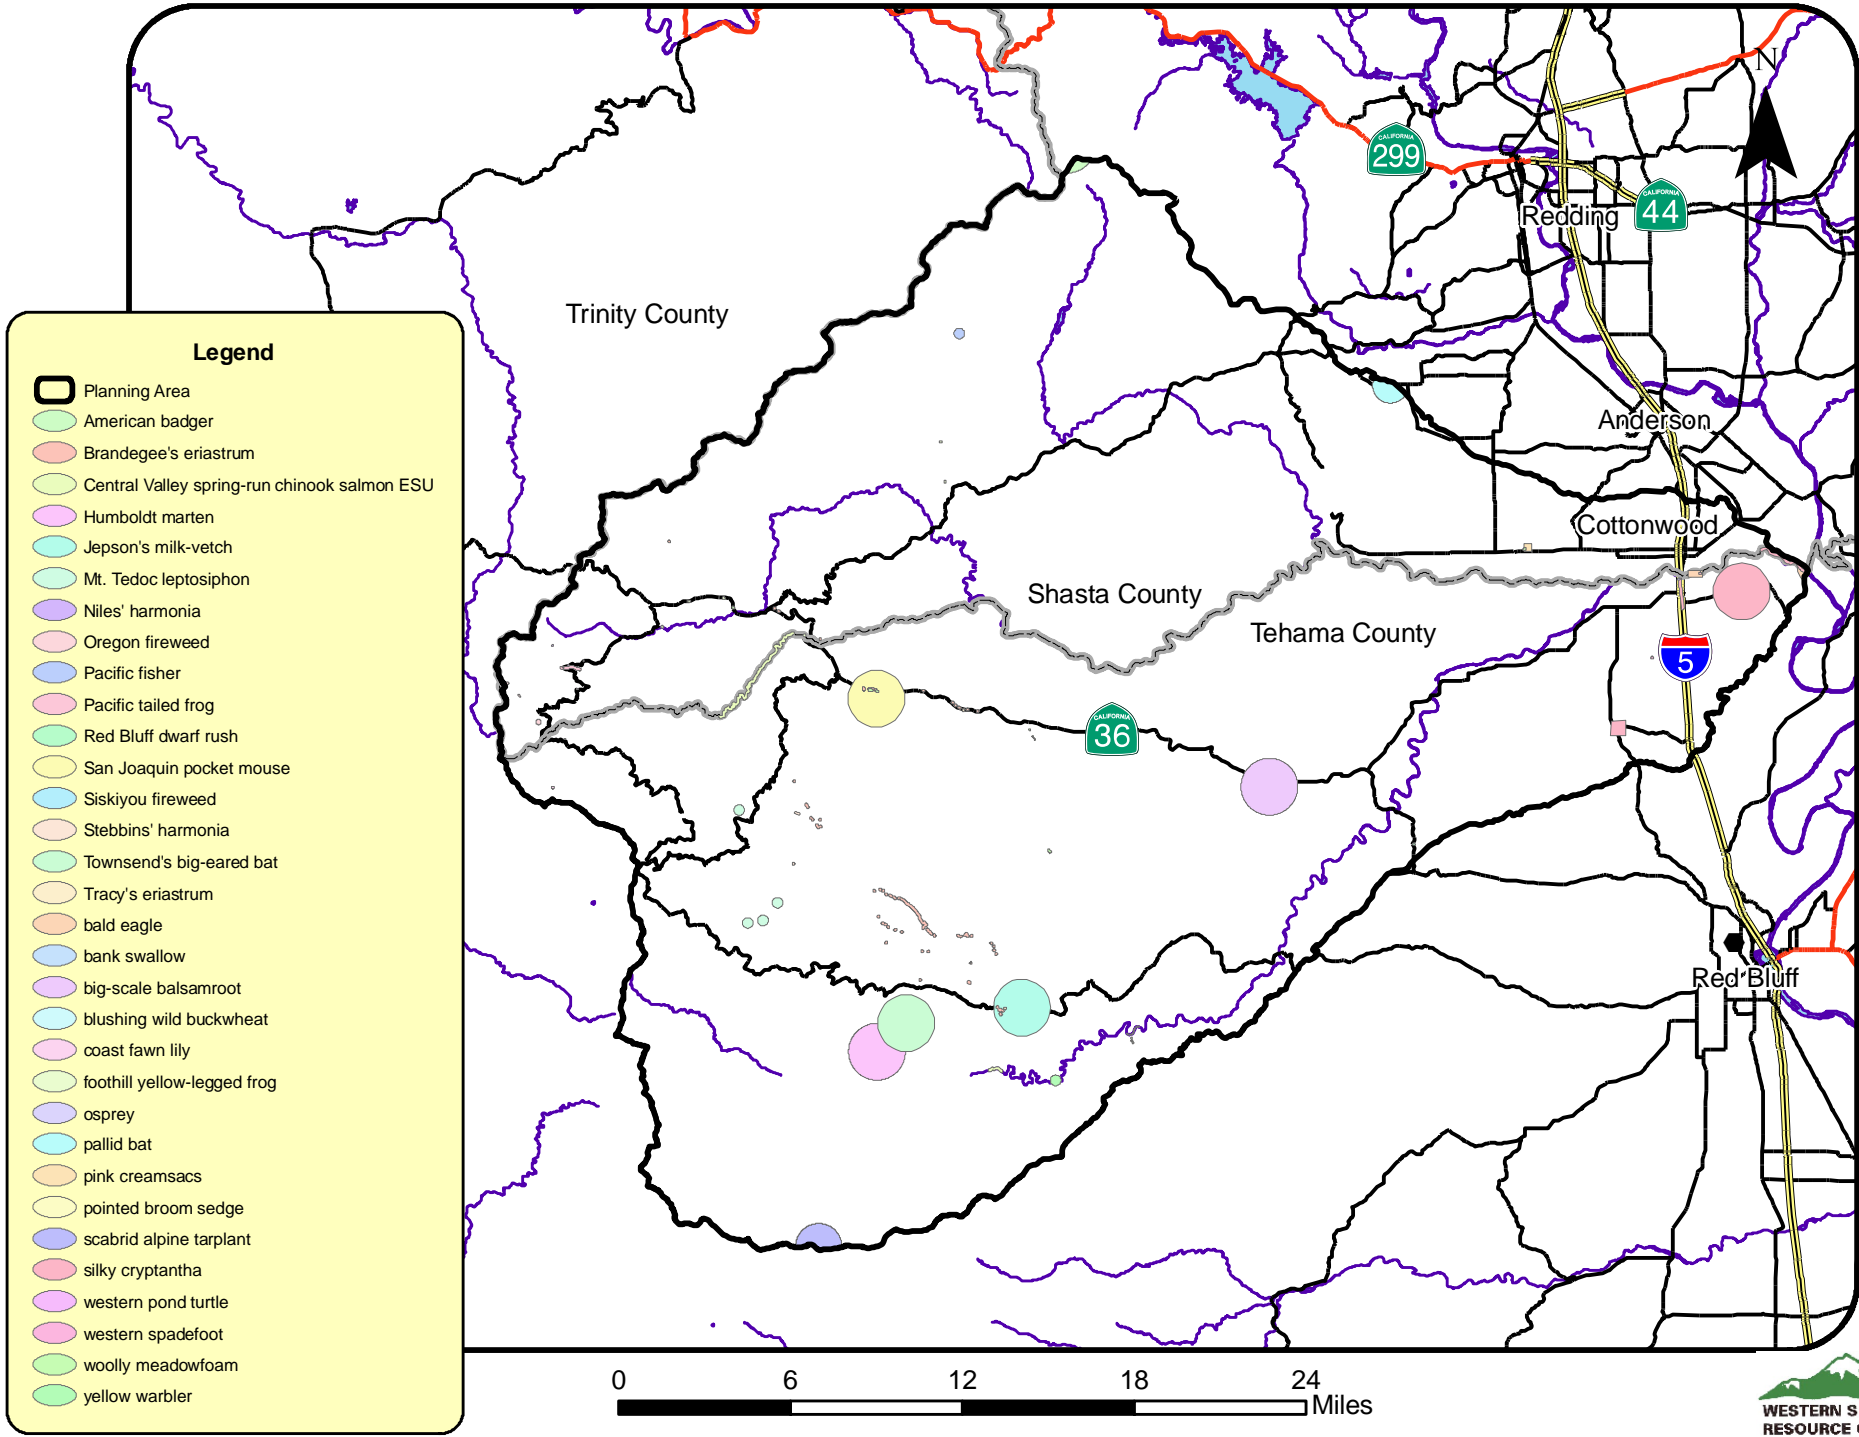 N
CALIFORNIA
299
CALIFORNIA
44
Redding
Trinity County
Anderson
Cottonwood
Shasta County
Tehama County
5
CALIFORNIA
36
Red Bluff
Legend
Planning Area
American badger
Brandegee's eriastrum
Central Valley spring-run chinook salmon ESU
Humboldt marten
Jepson's milk-vetch
Mt. Tedoc leptosiphon
Niles' harmonia
Oregon fireweed
Pacific fisher
Pacific tailed frog
Red Bluff dwarf rush
San Joaquin pocket mouse
Siskiyou fireweed
Stebbins' harmonia
Townsend's big-eared bat
Tracy's eriastrum
bald eagle
bank swallow
big-scale balsamroot
blushing wild buckwheat
coast fawn lily
foothill yellow-legged frog
osprey
pallid bat
pink creamsacs
pointed broom sedge
scabrid alpine tarplant
silky cryptantha
western pond turtle
western spadefoot
woolly meadowfoam
yellow warbler
0 6 12 18 24
Miles
WESTERN S
RESOURCE